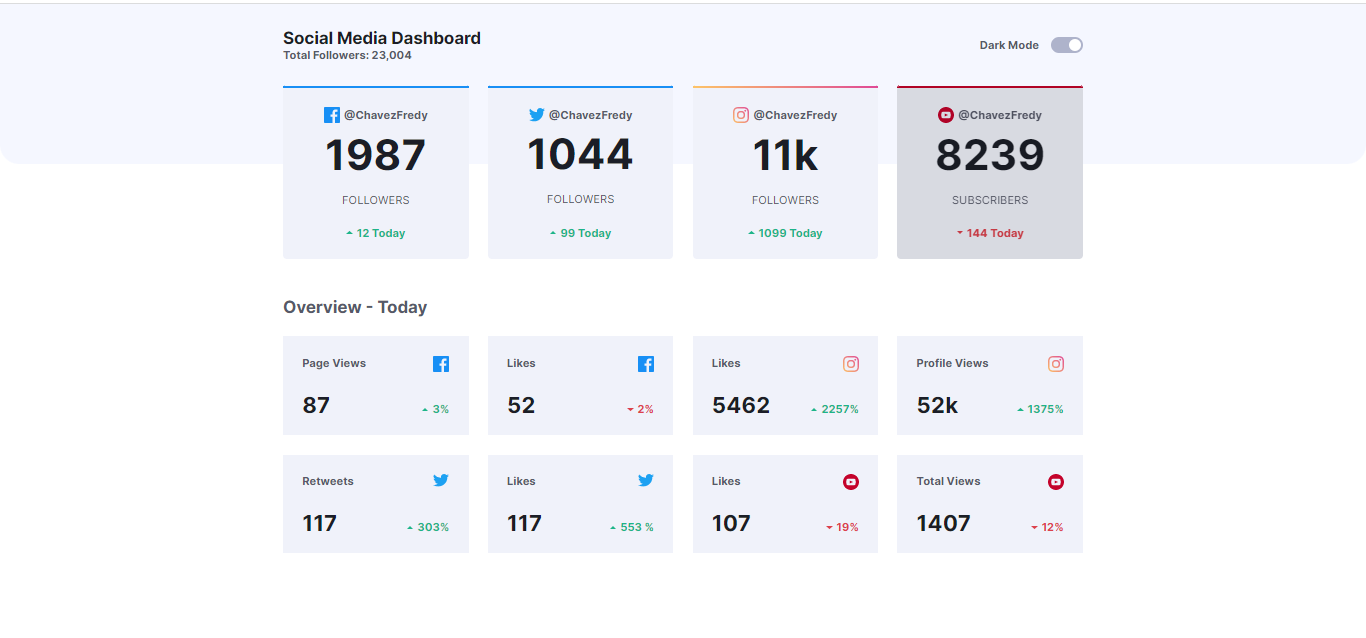 Social Media Dashboard
Total Followers: 23,004
Dark Mode
@ChavezFredy
1987
FOLLOWERS
12 Today
@ChavezFredy
1044
FOLLOWERS
99 Today
@ChavezFredy
11k
FOLLOWERS
1099 Today
@ChavezFredy
8239
SUBSCRIBERS
144 Today
Overview - Today
Page Views
87
3%
Likes
52
2%
Likes
5462
2257%
Profile Views
52k
1375%
Retweets
117
303%
Likes
117
553 %
Likes
107
19%
Total Views
1407
12%